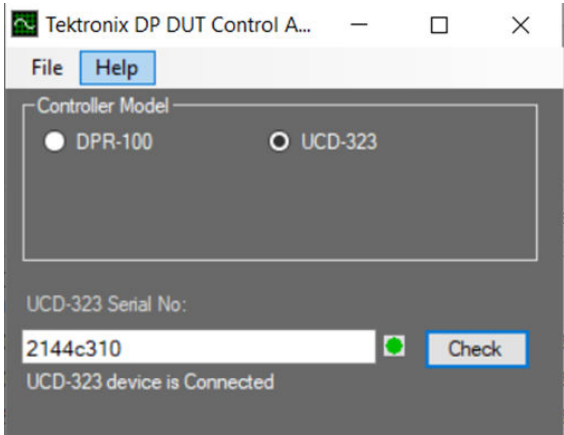 Tektronix DP DUT Control A...
File Help
Controller Model
DPR-100 UCD-323
UCD-323 Serial No:
2144c310 Check
UCD-323 device is Connected